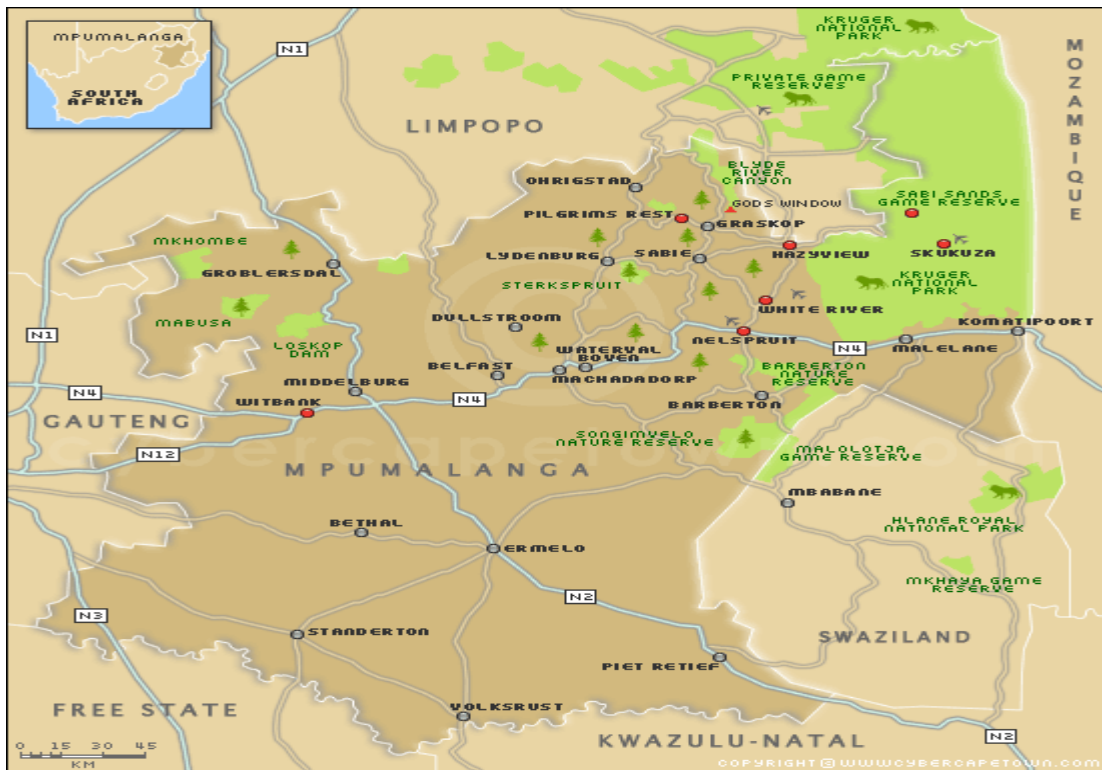 MPUMALANGA
SOUTH
AFRICA
N1
KRUGER
NATIONAL
PARK
MOZAMBIQUE
PRIVATE GAME
RESERVES
LIMPOPO
BLYDE
RIVER
CANYON
OHRIGSTAD
GODS WINDOW
SABI SANDS
GAME RESERVE
PILGRIMS REST
GRASKOP
MKHOMBE
GROBLERSDAL
LYDENBURG
SABIE
HAZYVIEW
SKUKUZA
STERKSPRUIT
KRUGER
NATIONAL
PARK
MABUSA
DULLSTROOM
WHITE RIVER
N1
LOSKOP
DAM
WATERVAL
BOVEN
NELSPRUIT
N4
KOMATIPOORT
MALELANE
BELFAST
MACHADADORP
BARBERTON
NATURE
RESERVE
MIDDELBURG
N4
WITBANK
N4
BARBERTON
GAUTENG
SONGIMVELO
NATURE RESERVE
MALOLOTJA
GAME RESERVE
N12
cybercapetown.com
MPUMALANGA
MBABANE
BETHAL
HLANE ROYAL
NATIONAL PARK
ERMELO
MKHAYA GAME
RESERVE
N2
N3
STANDERTON
SWAZILAND
PIET RETIEF
FREE STATE
VOLKSRUST
N2
KWAZULU-NATAL
0 15 30 45
KM
COPYRIGHT @ WWW.CYBERCAPETOWN.COM